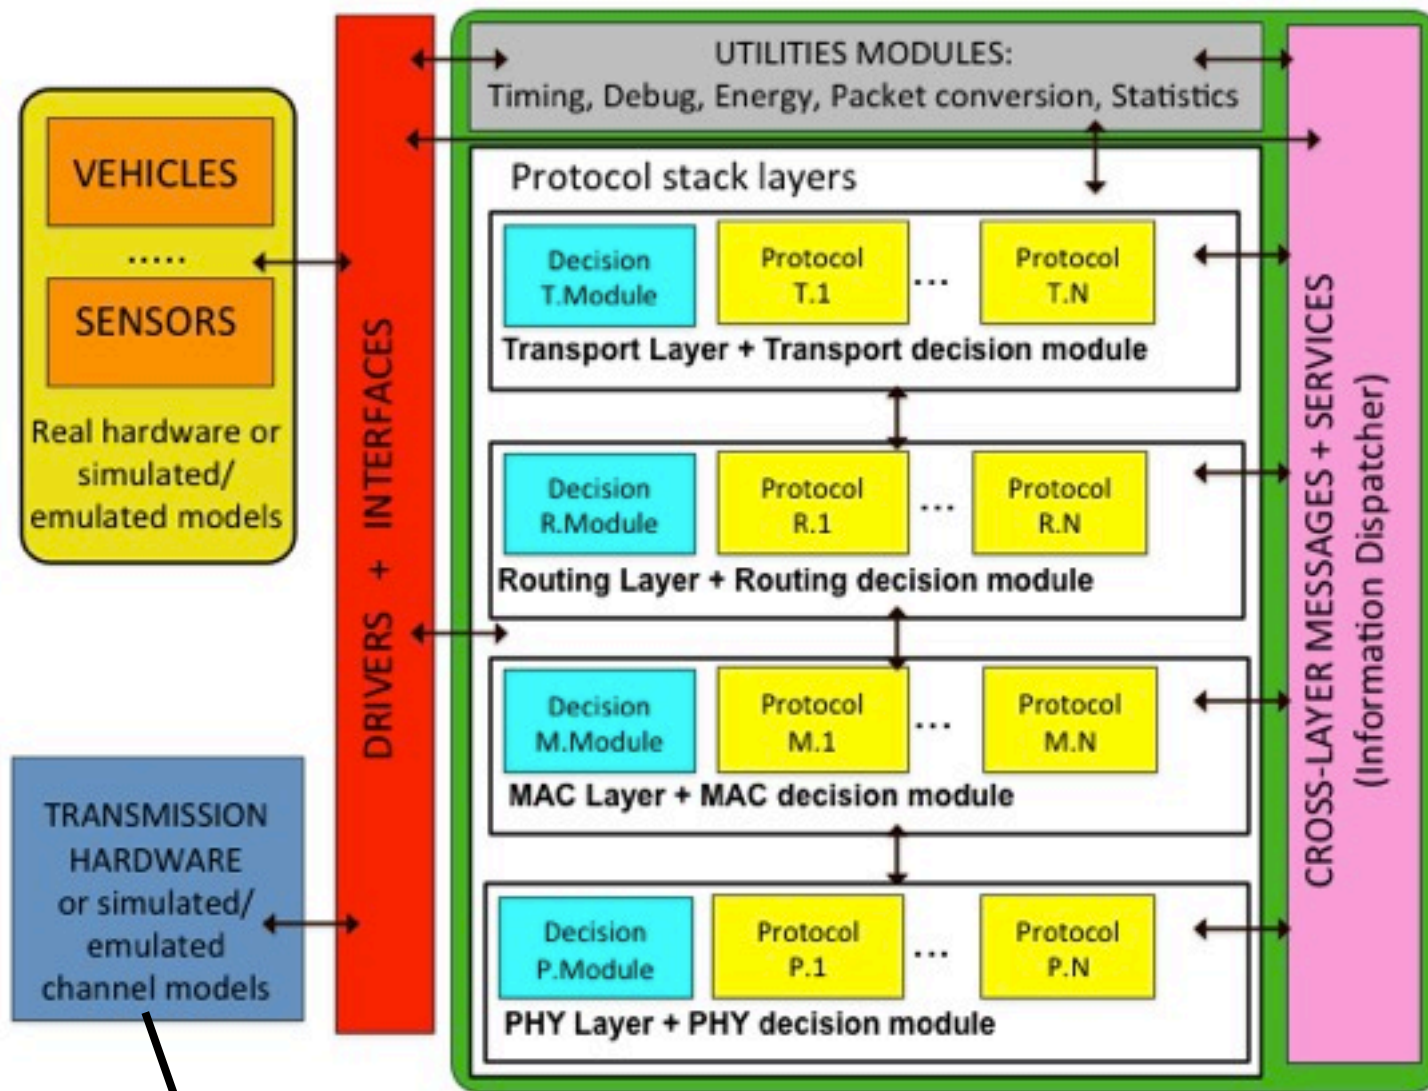 UTILITIES MODULES:
Timing, Debug, Energy, Packet conversion, Statistics
VEHICLES
.....
SENSORS
Real hardware or
simulated/
emulated models
TRANSMISSION
HARDWARE
or simulated/
emulated
channel models
DRIVERS + INTERFACES
Protocol stack layers
Decision
T.Module
Protocol
T.1
...
Protocol
T.N
Transport Layer + Transport decision module
Decision
R.Module
Protocol
R.1
...
Protocol
R.N
Routing Layer + Routing decision module
Decision
M.Module
Protocol
M.1
...
Protocol
M.N
MAC Layer + MAC decision module
Decision
P.Module
Protocol
P.1
...
Protocol
P.N
PHY Layer + PHY decision module
CROSS-LAYER MESSAGES + SERVICES
(Information Dispatcher)